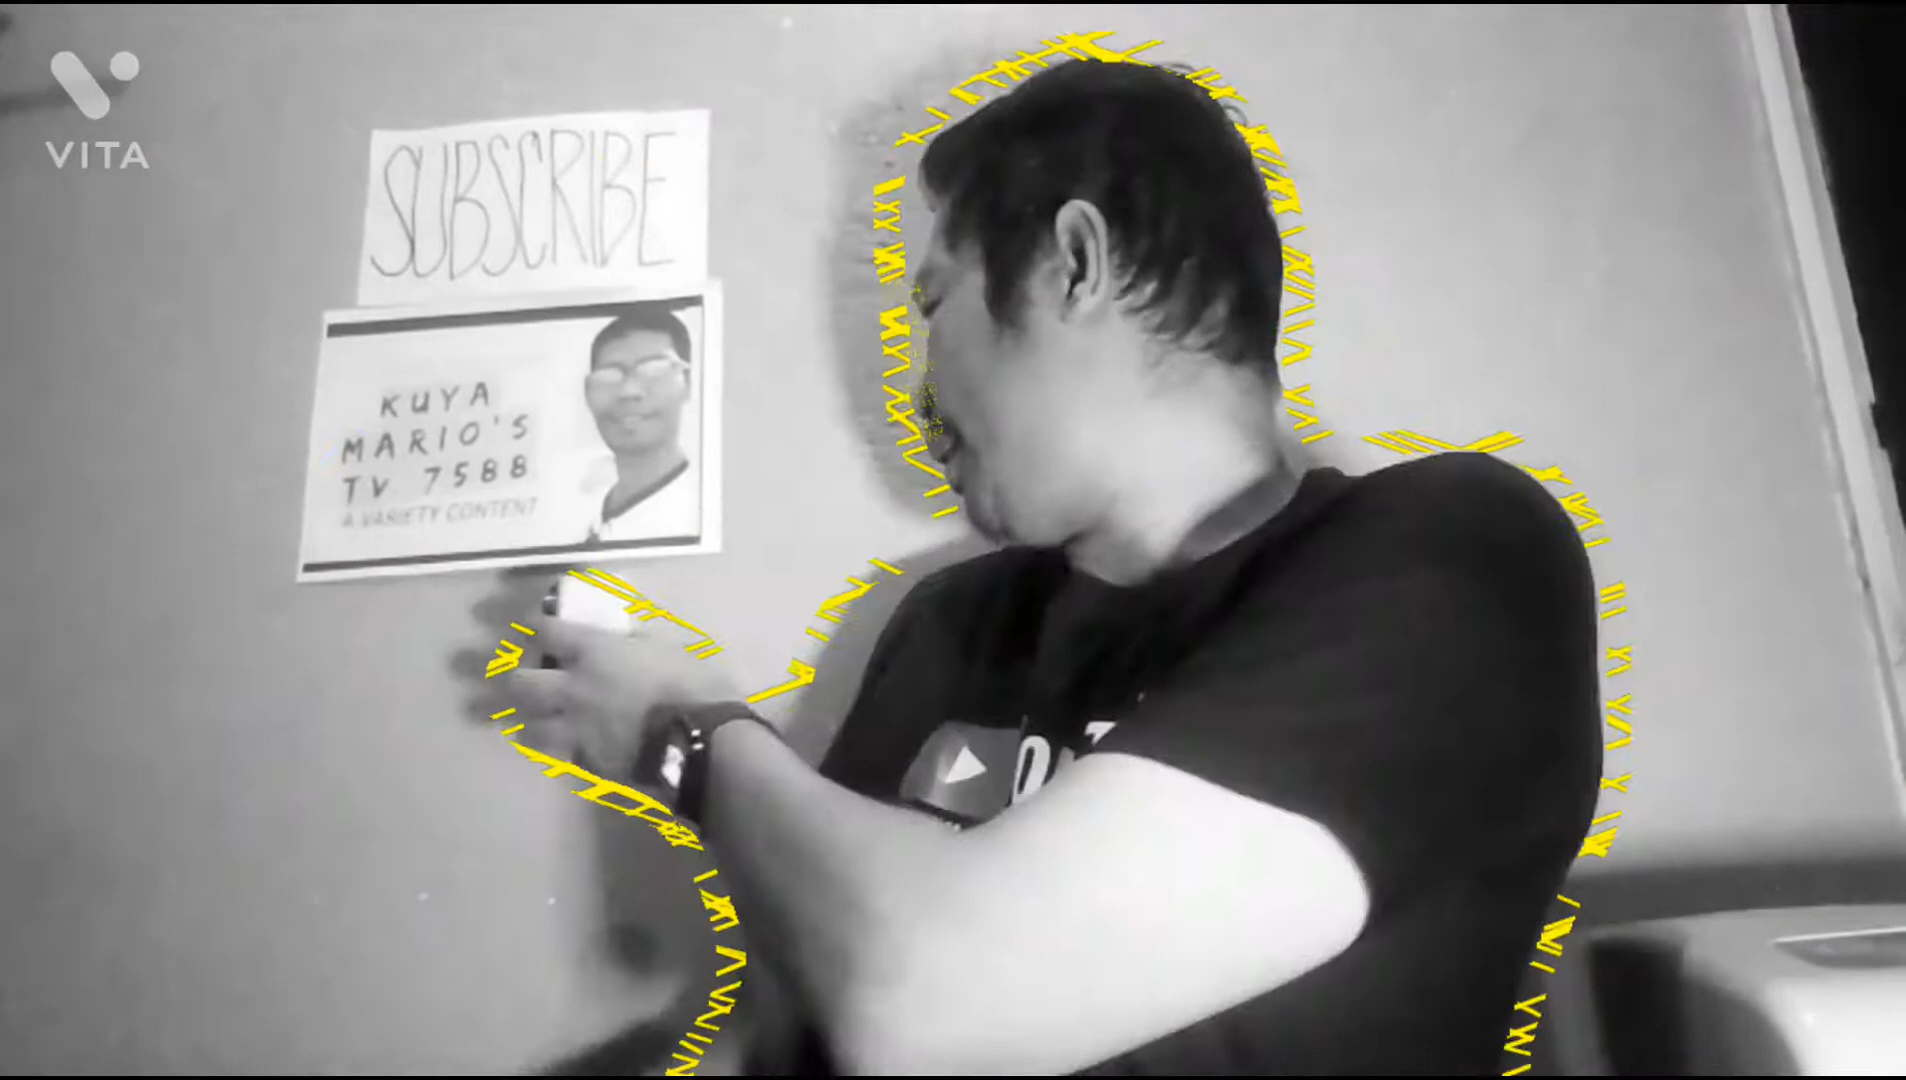 VITA
SUBSCRIBE
KUYA
MARIO'S
TV 7588
A VARIETY CONTENT